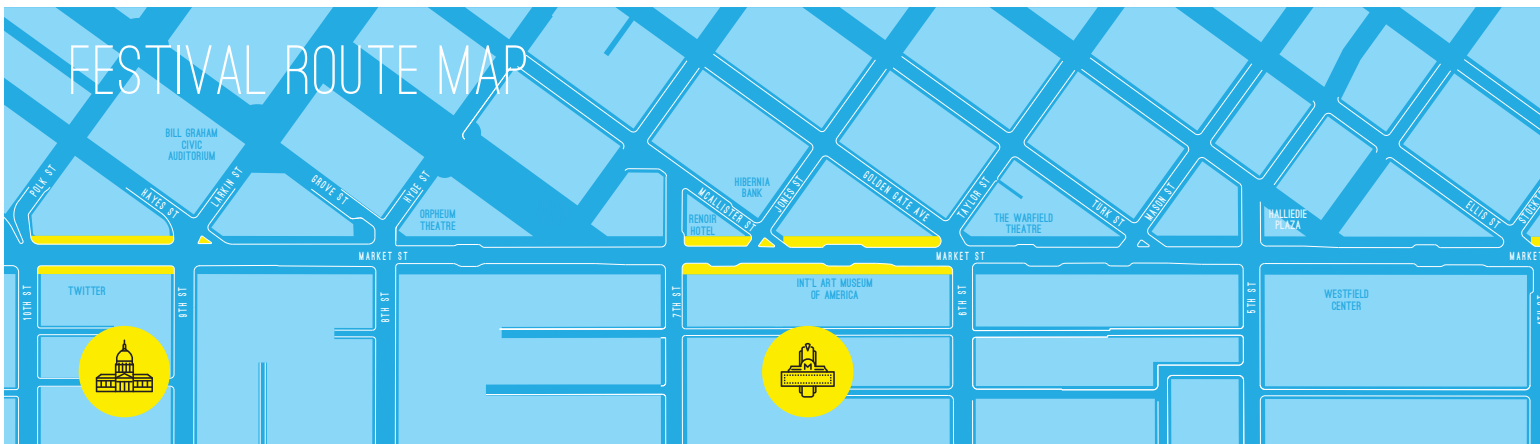 FESTIVAL ROUTE MAP
BILL GRAHAM
CIVIC
AUDITORIUM
POLK ST
HAYES ST
LARKIN ST
GROVE ST
HYDE ST
ORPHEUM
THEATRE
HIBERNIA
BANK
MCALLISTER ST
JONES ST
RENOIR
HOTEL
GOLDEN GATE AVE
TAYLOR ST
THE WARFIELD
THEATRE
TURK ST
MASON ST
HALLIEDIE
PLAZA
ELLIS ST
MARKET ST
MARKET ST
MARKET
10TH ST
TWITTER
9TH ST
8TH ST
7TH ST
INT'L ART MUSEUM
OF AMERICA
6TH ST
5TH ST
WESTFIELD
CENTER
M